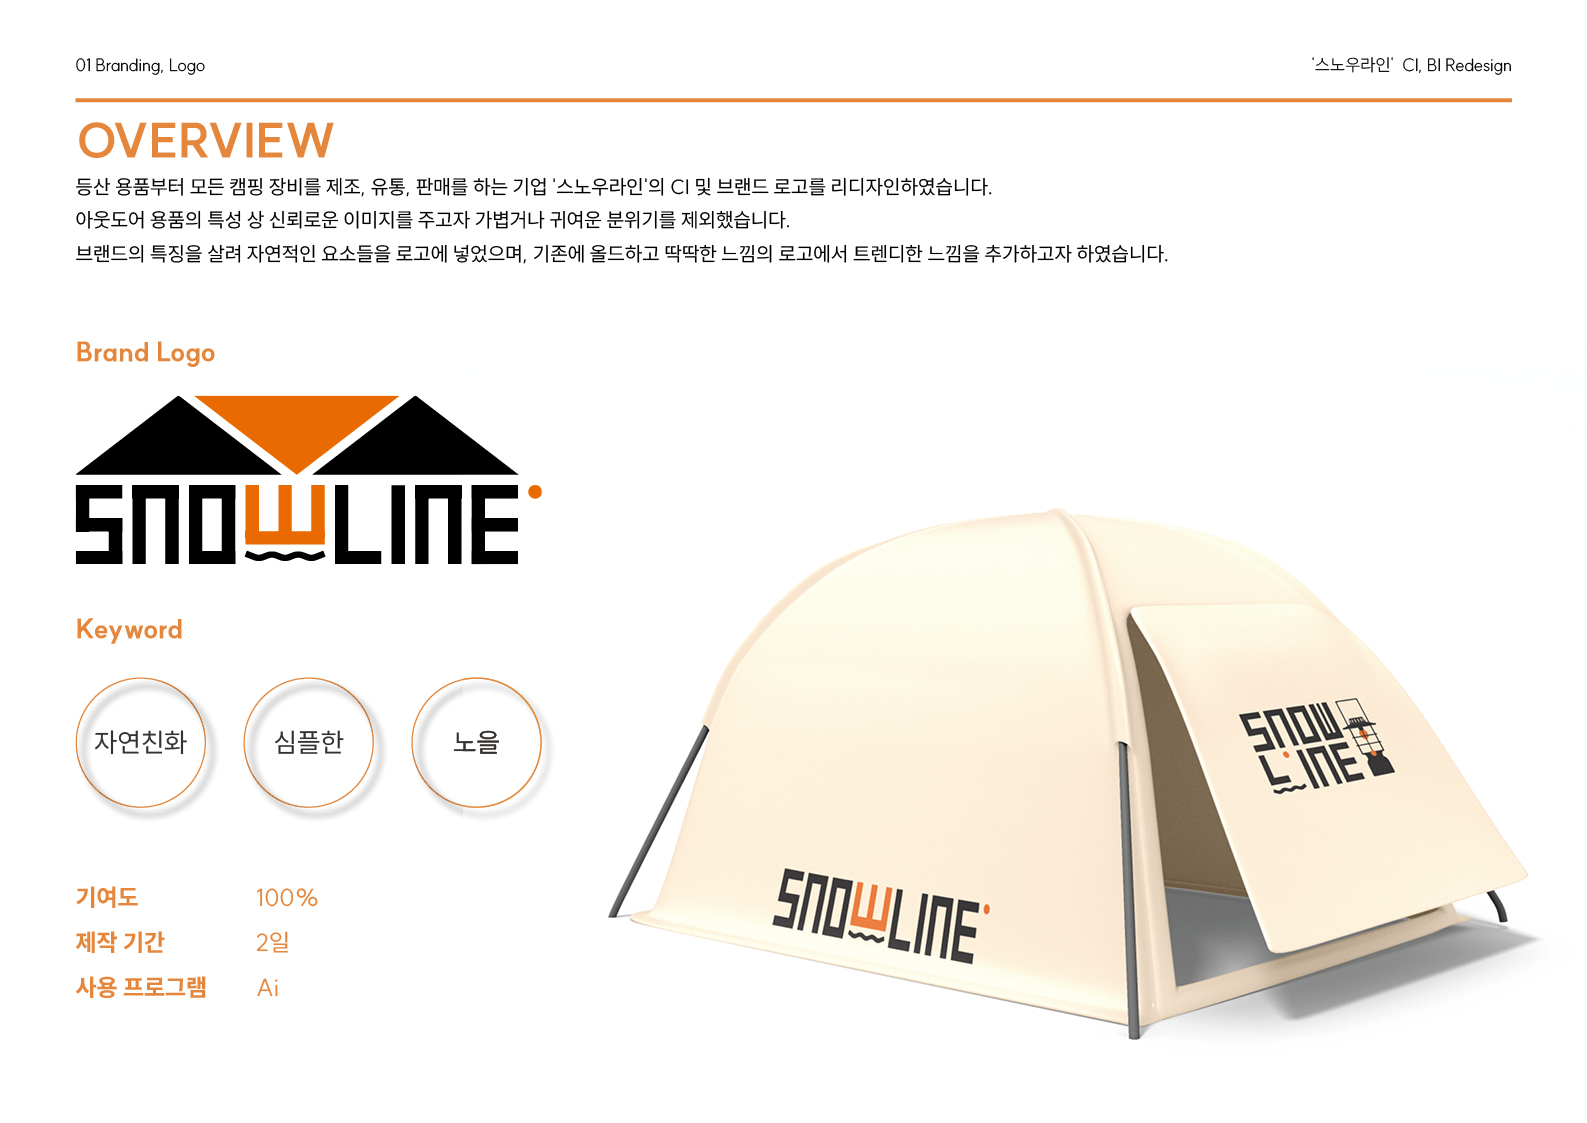 01 Branding, Logo
'스노우라인' CI, BI Redesign
OVERVIEW
등산 용품부터 모든 캠핑 장비를 제조, 유통, 판매를 하는 기업 '스노우라인'의 CI 및 브랜드 로고를 리디자인하였습니다.
아웃도어 용품의 특성 상 신뢰로운 이미지를 주고자 가볍거나 귀여운 분위기를 제외했습니다.
브랜드의 특징을 살려 자연적인 요소들을 로고에 넣었으며, 기존에 올드하고 딱딱한 느낌의 로고에서 트렌디한 느낌을 추가하고자 하였습니다.
Brand Logo
SNOWLINE
Keyword
자연친화 심플한 노을
기여도 100%
제작 기간 2일
사용 프로그램 Ai
SNOW
LINE
SNOWLINE